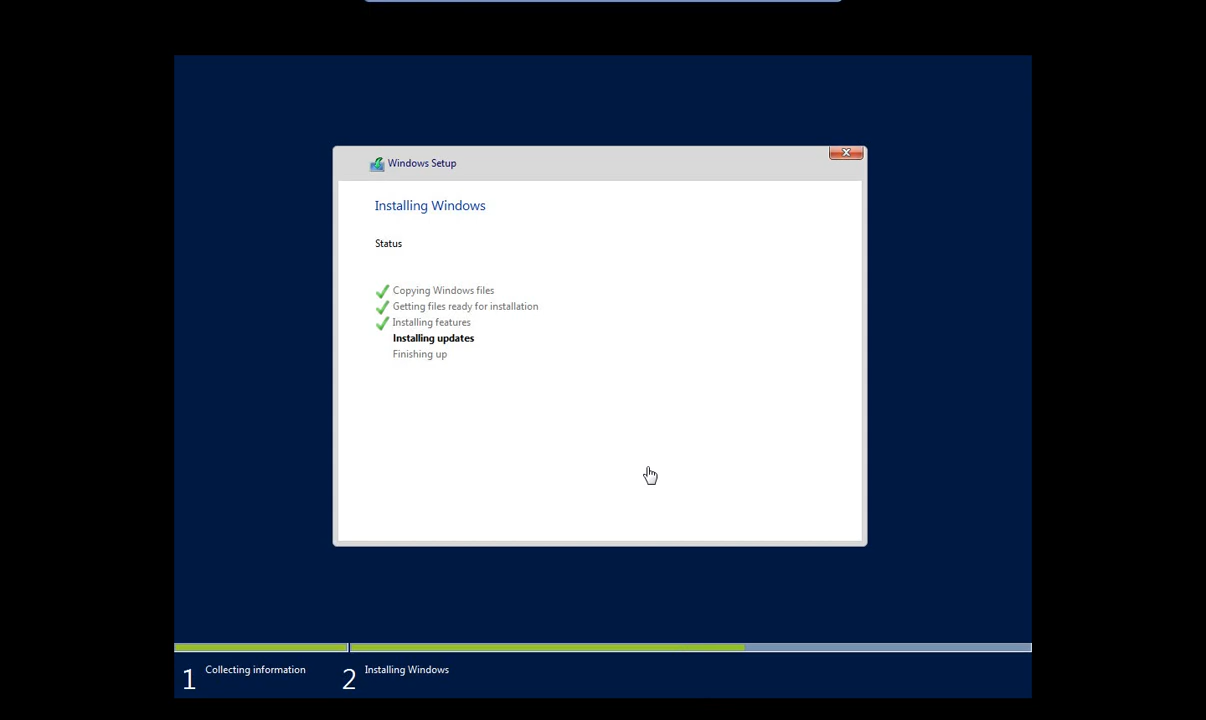 Windows Setup
Installing Windows
Status
Copying Windows files
Getting files ready for installation
Installing features
Installing updates
Finishing up
1 Collecting information
2 Installing Windows